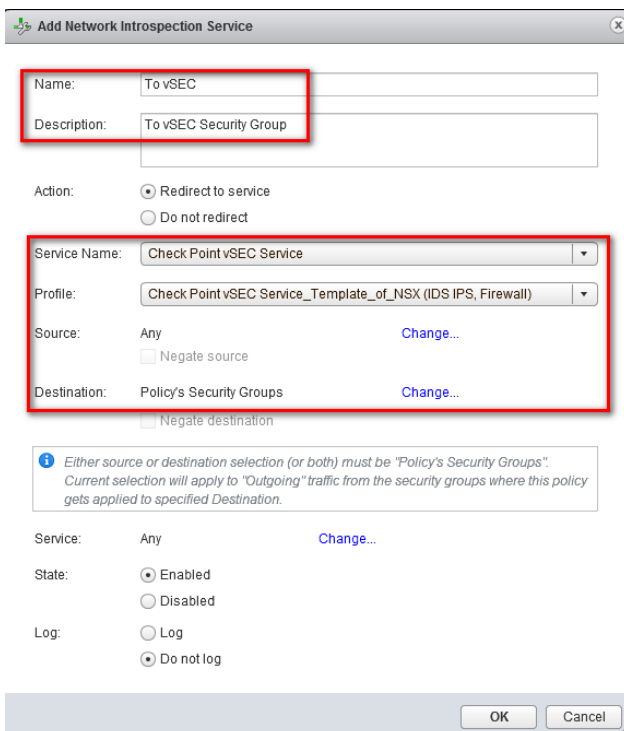 Add Network Introspection Service
Name: To vSEC
Description: To vSEC Security Group
Action: Redirect to service
Do not redirect
Service Name: Check Point vSEC Service
Profile: Check Point vSEC Service_Template_of_NSX (IDS IPS, Firewall)
Source: Any Change...
Negate source
Destination: Policy's Security Groups Change...
Negate destination
Either source or destination selection (or both) must be "Policy's Security Groups".
Current selection will apply to "Outgoing" traffic from the security groups where this policy
gets applied to specified Destination.
Service: Any Change...
State: Enabled
Disabled
Log: Log
Do not log
OK Cancel